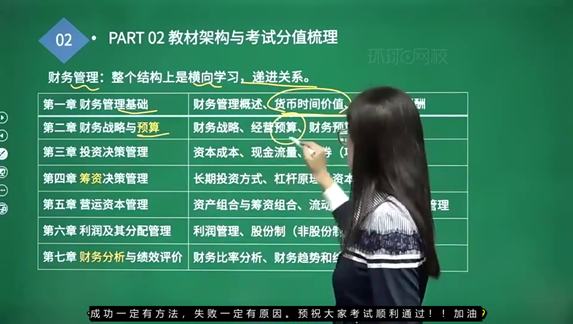 02 • PART 02 教材架构与考试分值梳理
环球网校
财务管理：整个结构上是横向学习，递进关系。
第一章 财务管理基础 财务管理概述、货币时间价值、 酬
第二章 财务战略与预算 财务战略、经营预算、财务预
第三章 投资决策管理 资本成本、现金流量、 券（
第四章 筹资决策管理 长期投资方式、杠杆原理 资本
第五章 营运资本管理 资产组合与筹资组合、流动 管理
第六章 利润及其分配管理 利润管理、股份制（非股份制
第七章 财务分析与绩效评价 财务比率分析、财务趋势和
成功一定有方法，失败一定有原因。预祝大家考试顺利通过！！加油